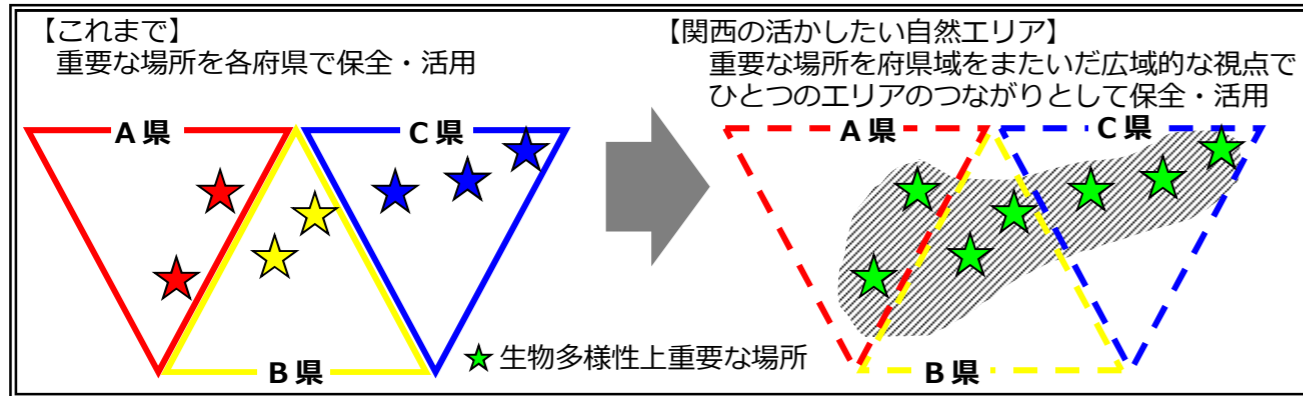 【これまで】
重要な場所を各府県で保全・活用
A県
C県
B県
【関西の活かしたい自然エリア】
重要な場所を府県域をまたいだ広域的な視点で
ひとつのエリアのつながりとして保全・活用
A県
C県
B県
生物多様性上重要な場所